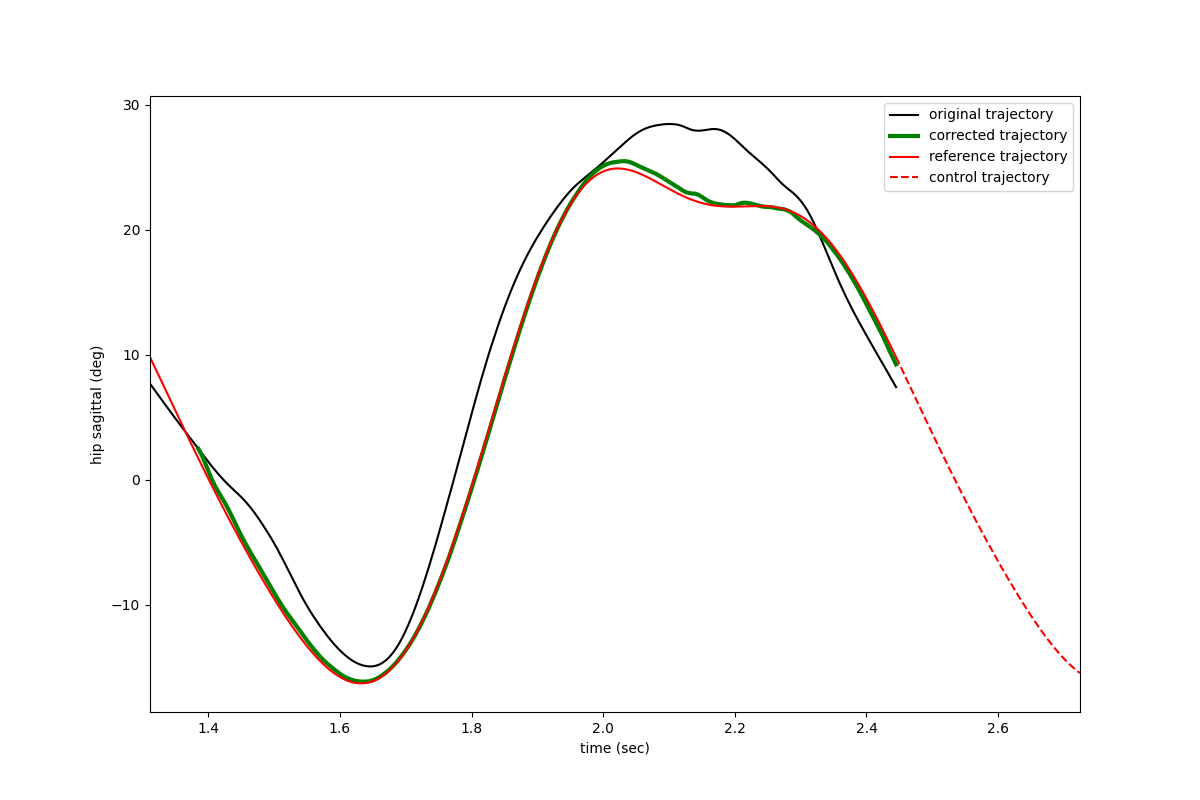 30
20
10
0
−10
hip sagittal (deg)
original trajectory
corrected trajectory
reference trajectory
control trajectory
1.4 1.6 1.8 2.0 2.2 2.4 2.6
time (sec)